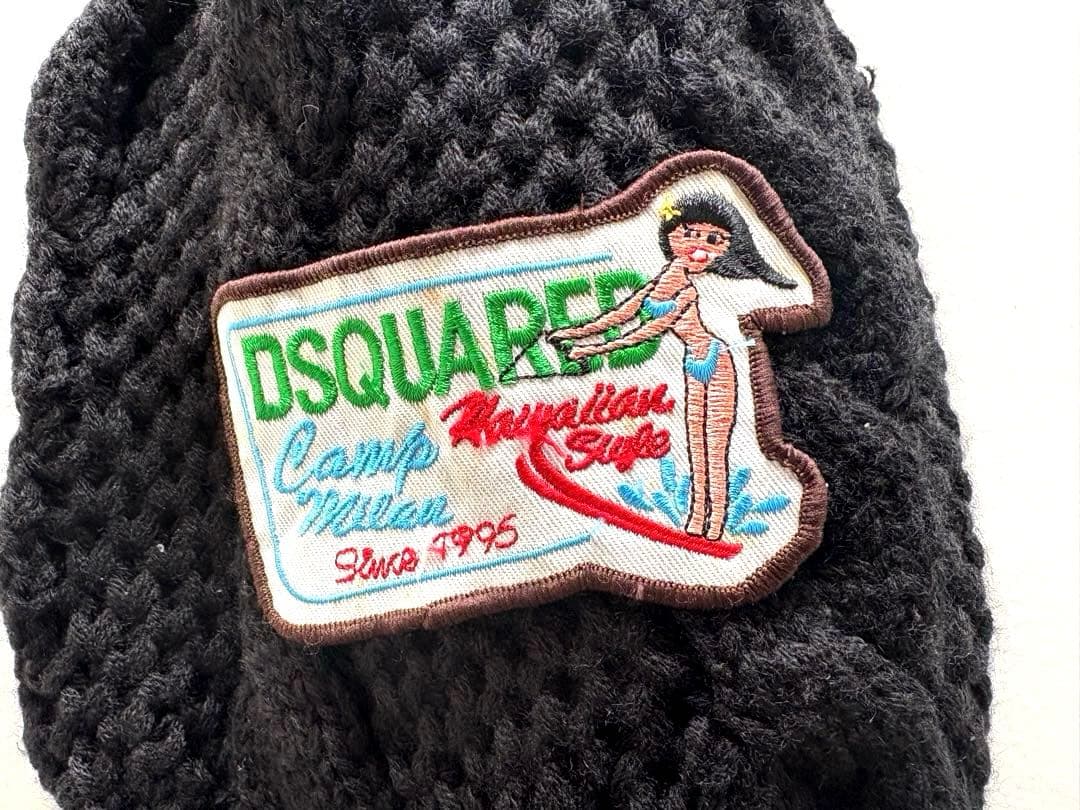 DSQUARED
Hawaiian
Style
Camp
Milan
Since 1995